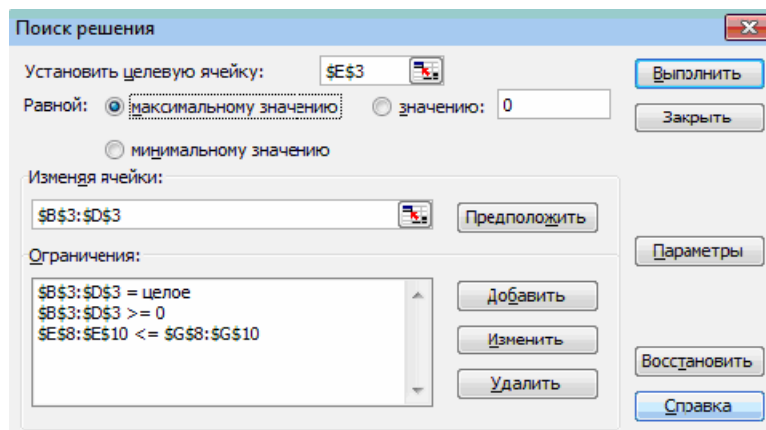 Поиск решения
Установить целевую ячейку: $E$3
Выполнить
Равной: максимальному значению значению: 0
Закрыть
минимальному значению
Изменяя ячейки:
$B$3:$D$3
Предположить
Ограничения:
Параметры
$B$3:$D$3 = целое
$B$3:$D$3 >= 0
$E$8:$E$10 <= $G$8:$G$10
Добавить
Изменить
Удалить
Восстановить
Справка